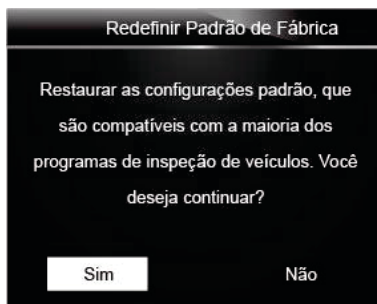 Redefinir Padrão de Fábrica
Restaurar as configurações padrão, que
são compatíveis com a maioria dos
programas de inspeção de veículos. Você
deseja continuar?
Sim Não